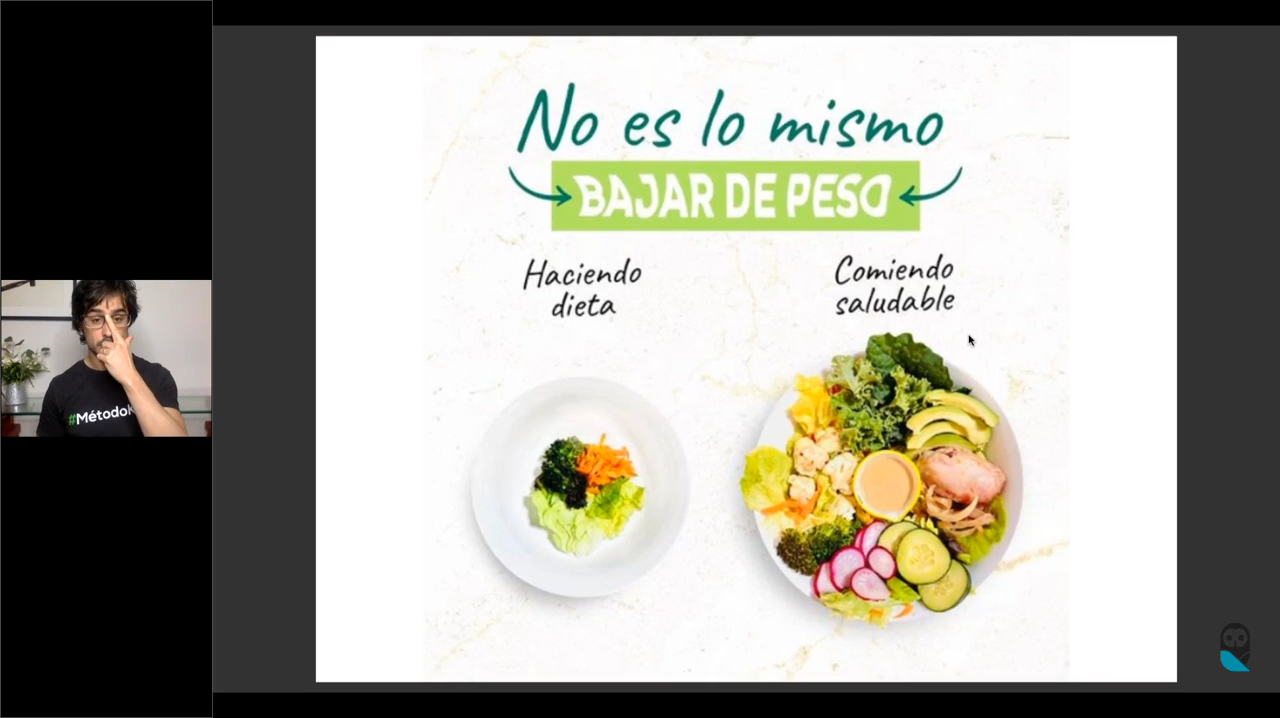 No es lo mismo
BAJAR DE PESO
Haciendo
dieta
Comiendo
saludable